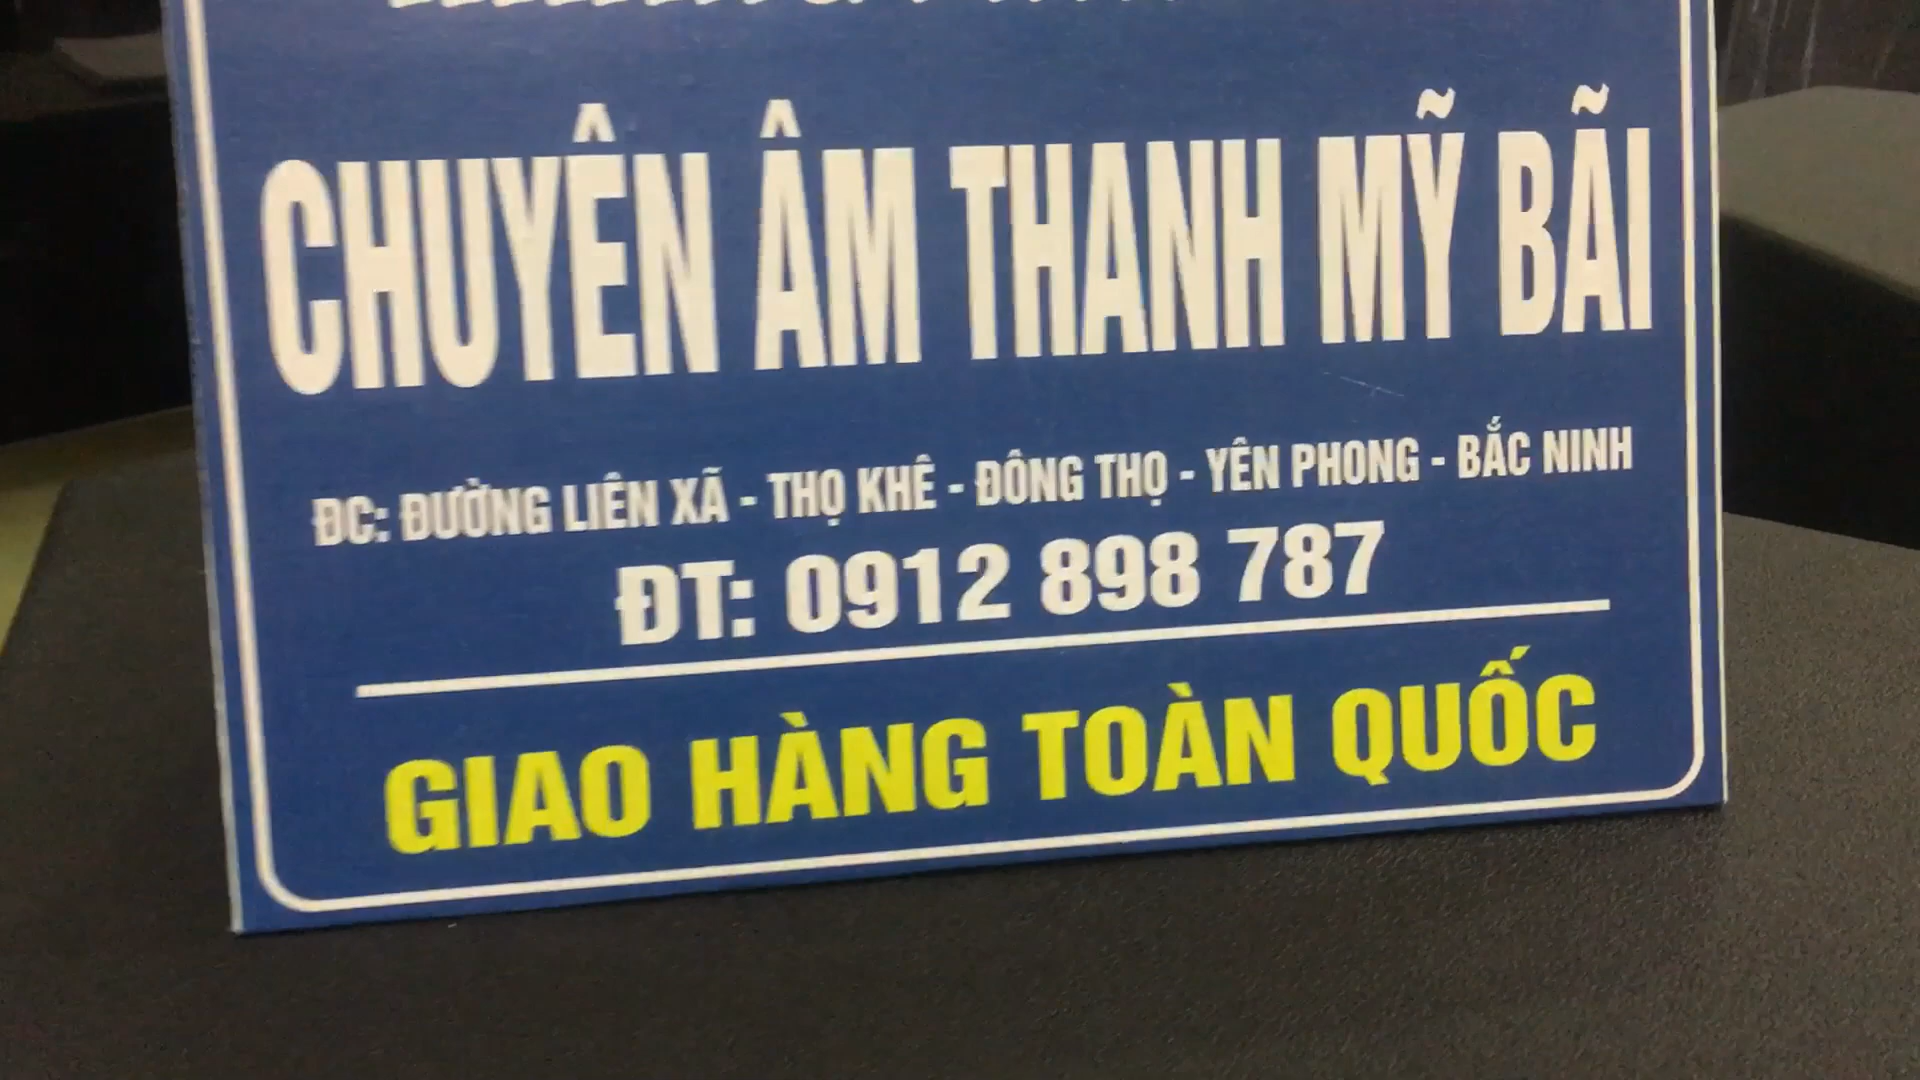 CHUYÊN ÂM THANH MỸ BÃI
ĐC: ĐƯỜNG LIÊN XÃ - THỌ KHÊ - ĐÔNG THỌ - YÊN PHONG - BẮC NINH
ĐT: 0912 898 787
GIAO HÀNG TOÀN QUỐC